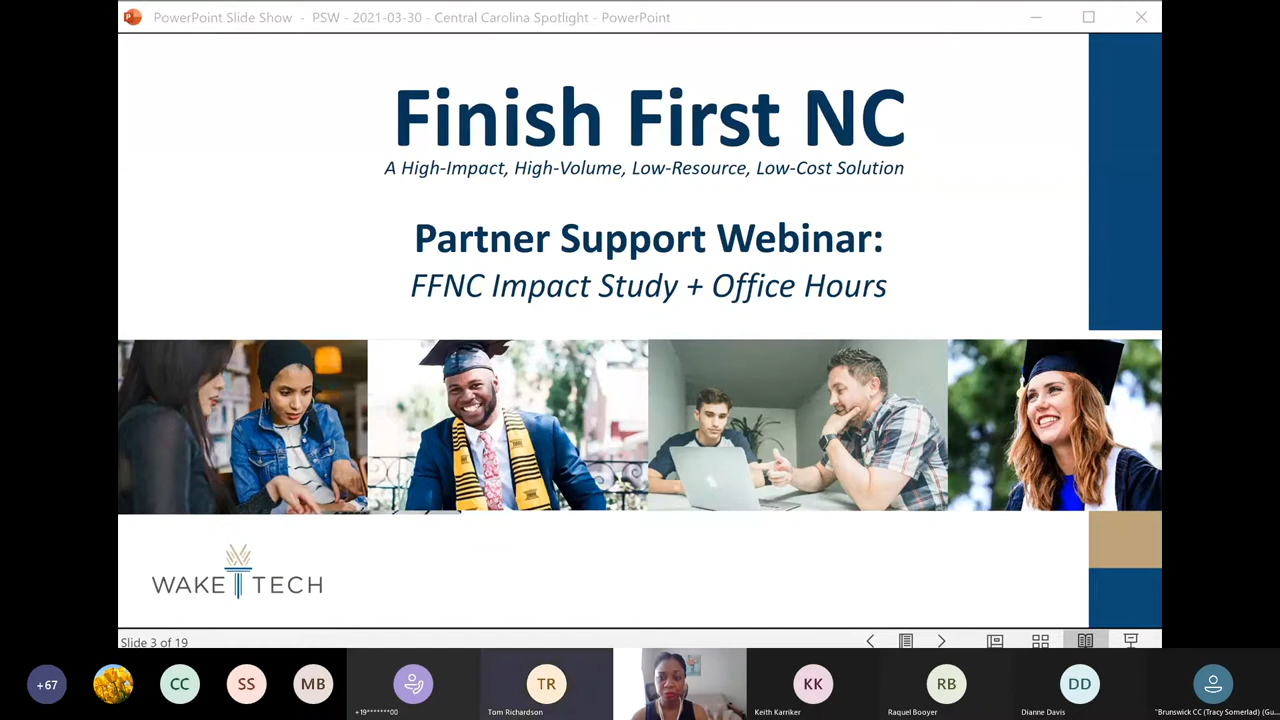 PowerPoint Slide Show - PSW - 2021-03-30 - Central Carolina Spotlight - PowerPoint
Finish First NC
A High-Impact, High-Volume, Low-Resource, Low-Cost Solution
Partner Support Webinar:
FFNC Impact Study + Office Hours
WAKE TECH
Slide 3 of 19
+67
CC
SS
MB
+19*******00
TR
Tom Richardson
KK
Keith Karriker
RB
Raquel Booyer
DD
Dianne Davis
"Brunswick CC (Tracy Somerlad) (Gu...